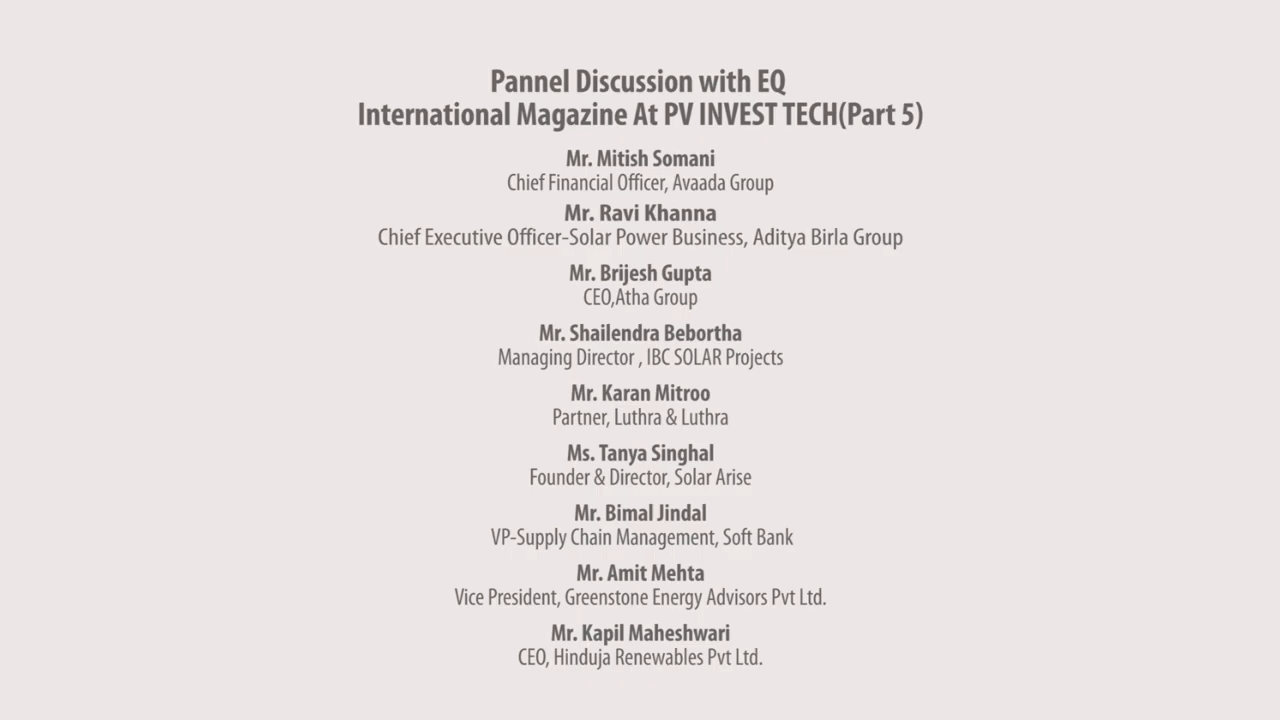 Pannel Discussion with EQ
International Magazine At PV INVEST TECH(Part 5)
Mr. Mitish Somani
Chief Financial Officer, Avaada Group
Mr. Ravi Khanna
Chief Executive Officer-Solar Power Business, Aditya Birla Group
Mr. Brijesh Gupta
CEO,Atha Group
Mr. Shailendra Bebortha
Managing Director , IBC SOLAR Projects
Mr. Karan Mitroo
Partner, Luthra & Luthra
Ms. Tanya Singhal
Founder & Director, Solar Arise
Mr. Bimal Jindal
VP-Supply Chain Management, Soft Bank
Mr. Amit Mehta
Vice President, Greenstone Energy Advisors Pvt Ltd.
Mr. Kapil Maheshwari
CEO, Hinduja Renewables Pvt Ltd.